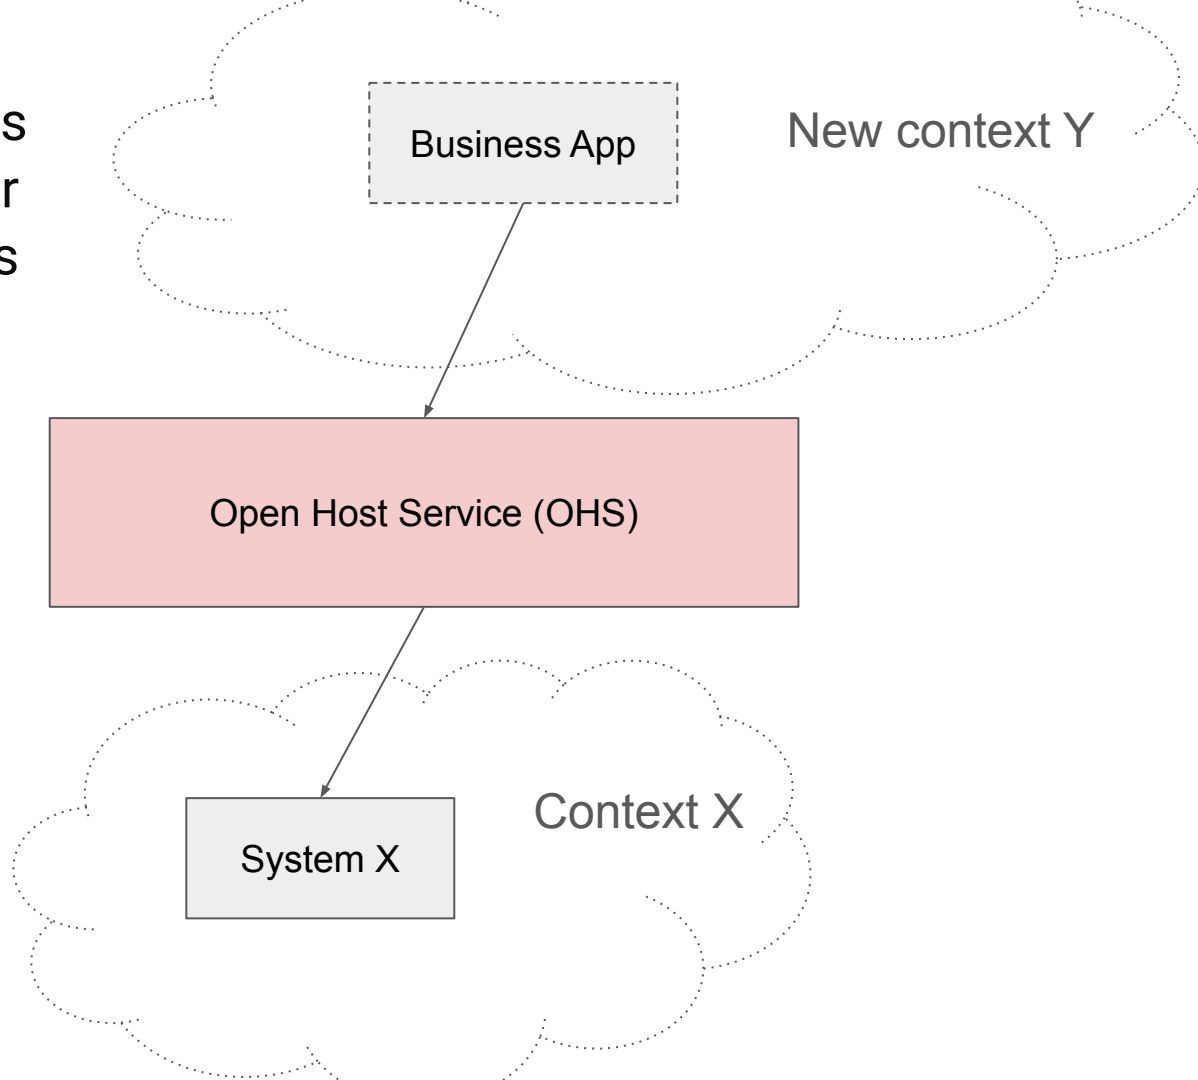 s
r
s
Business App
New context Y
Open Host Service (OHS)
Context X
System X